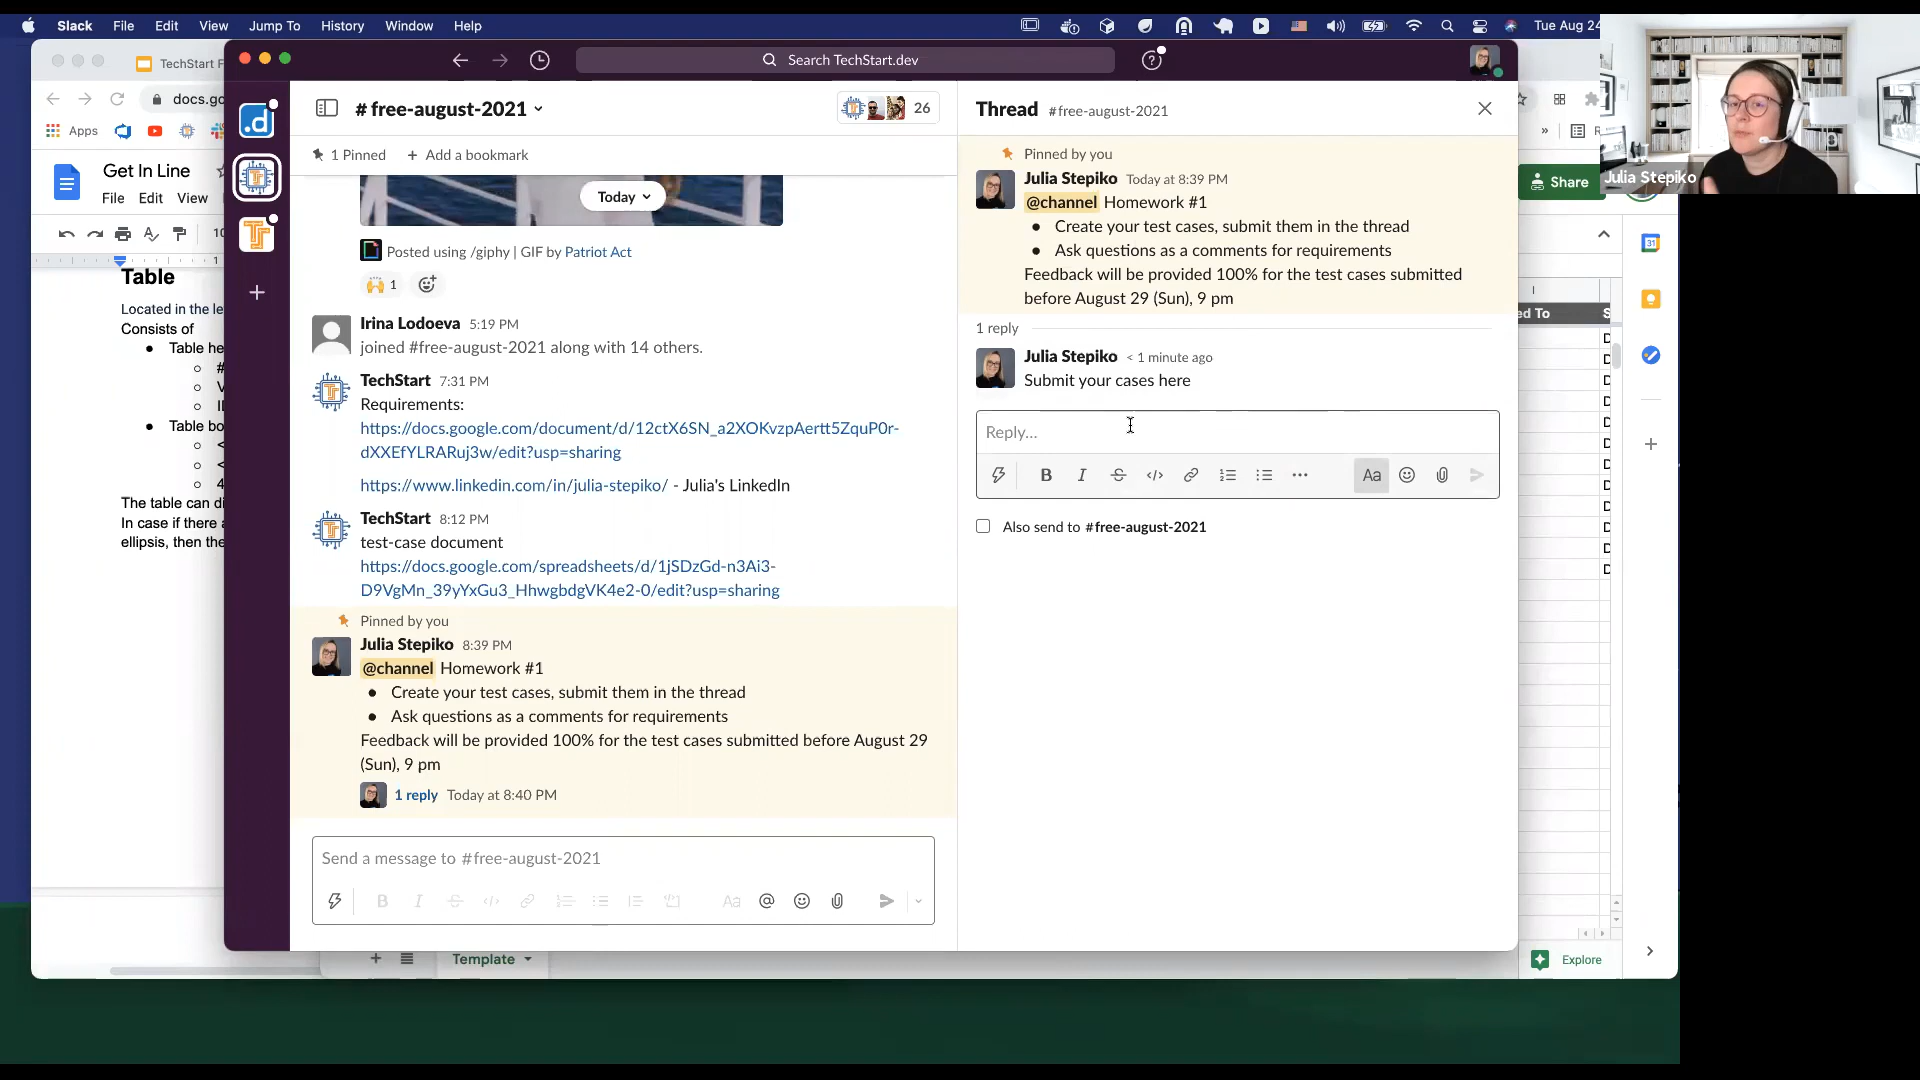 Slack File Edit View Jump To History Window Help
Tue Aug 24
Julia Stepiko
TechStart F
docs.go
Apps
Get In Line
File Edit View
Share
Table
Located in the le
Consists of
Table he
#
V
Table bo
<
<
4
The table can di
In case if there a
ellipsis, then the
Search TechStart.dev
# free-august-2021
26
1 Pinned + Add a bookmark
Today
Posted using /giphy | GIF by Patriot Act
1
Irina Lodoeva 5:19 PM
joined #free-august-2021 along with 14 others.
TechStart 7:31 PM
Requirements:
https://docs.google.com/document/d/12ctX6SN_a2XOKvzpAertt5ZquP0r-
dXXEfYLRARuj3w/edit?usp=sharing
https://www.linkedin.com/in/julia-stepiko/ - Julia's LinkedIn
TechStart 8:12 PM
test-case document
https://docs.google.com/spreadsheets/d/1jSDzGd-n3Ai3-
D9VgMn_39yYxGu3_HhwgbdgVK4e2-0/edit?usp=sharing
Pinned by you
Julia Stepiko 8:39 PM
@channel Homework #1
Create your test cases, submit them in the thread
Ask questions as a comments for requirements
Feedback will be provided 100% for the test cases submitted before August 29
(Sun), 9 pm
1 reply Today at 8:40 PM
Send a message to #free-august-2021
Thread #free-august-2021
Pinned by you
Julia Stepiko Today at 8:39 PM
@channel Homework #1
Create your test cases, submit them in the thread
Ask questions as a comments for requirements
Feedback will be provided 100% for the test cases submitted
before August 29 (Sun), 9 pm
1 reply
Julia Stepiko < 1 minute ago
Submit your cases here
Reply...
Aa
Also send to #free-august-2021
ed To
Template
Explore